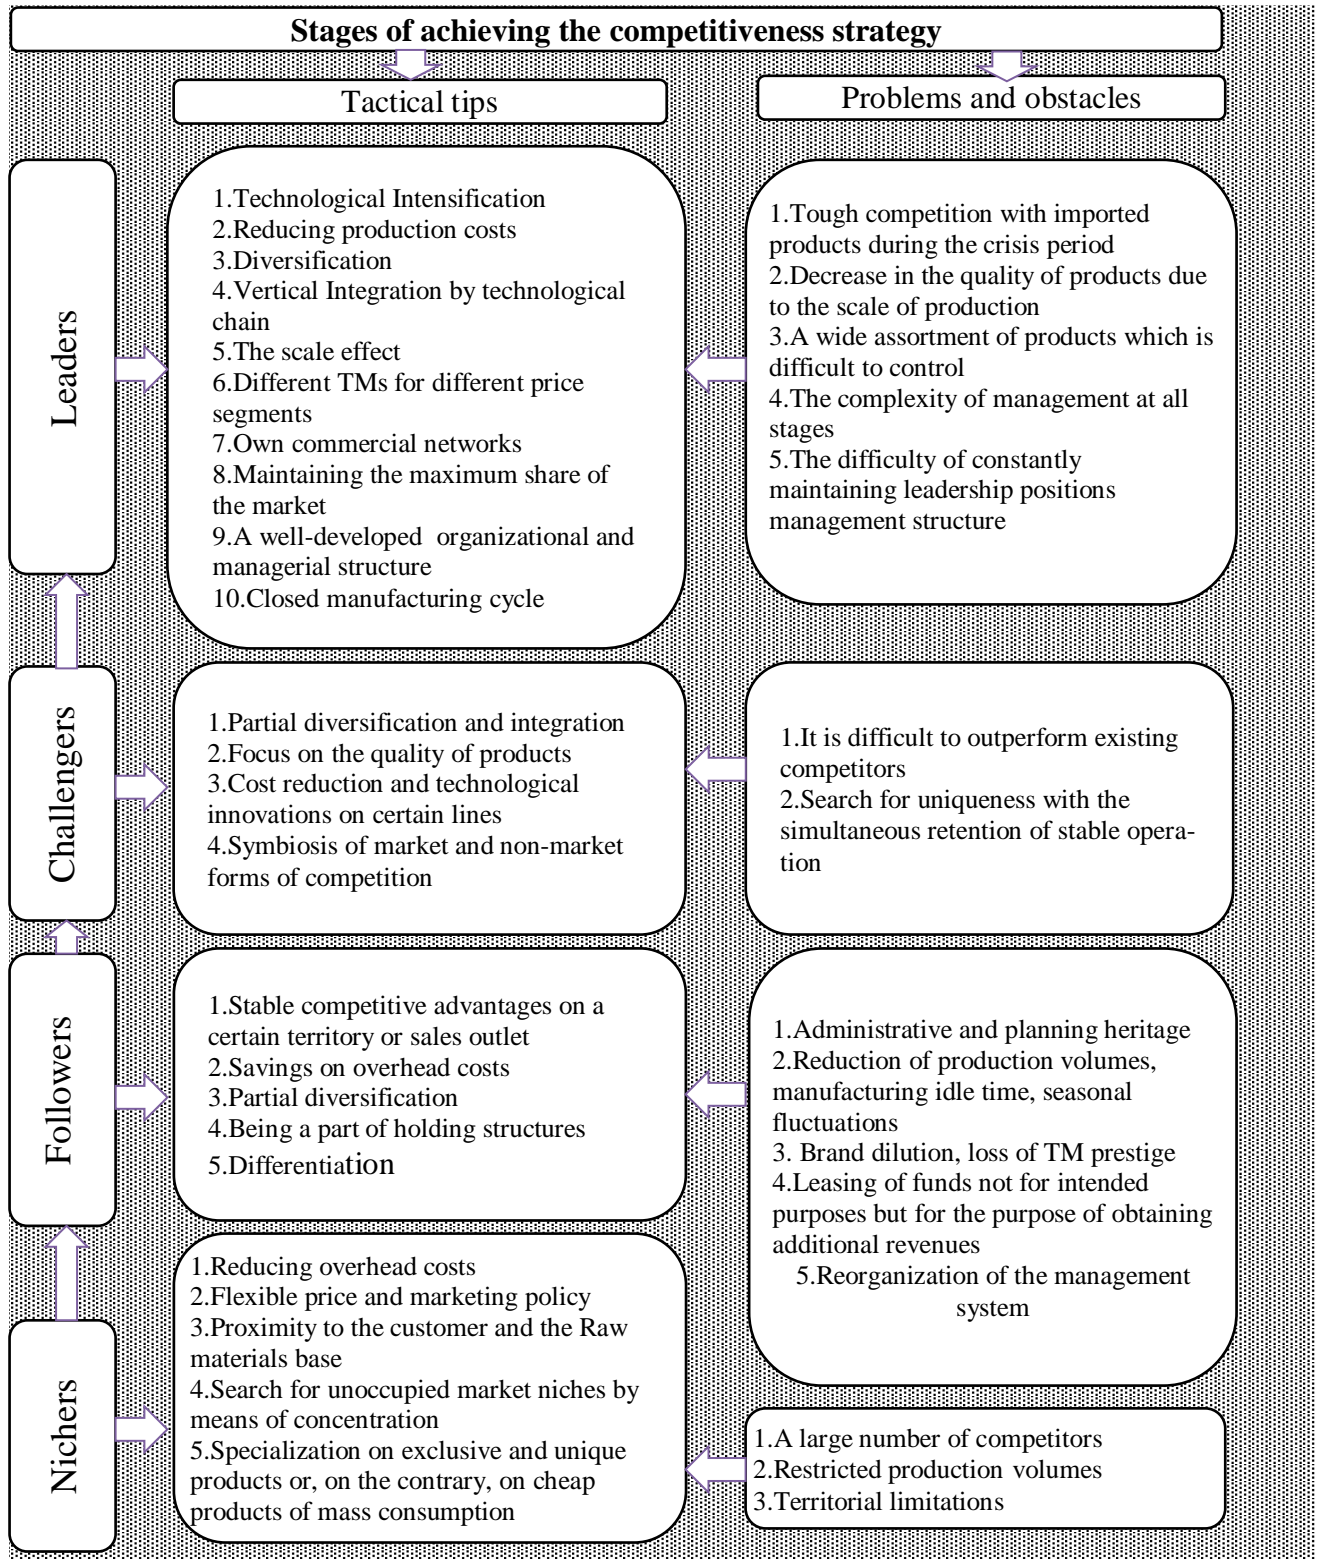 Stages of achieving the competitiveness strategy
Tactical tips
Problems and obstacles
Leaders
1.Technological Intensification
2.Reducing production costs
3.Diversification
4.Vertical Integration by technological
chain
5.The scale effect
6.Different TMs for different price
segments
7.Own commercial networks
8.Maintaining the maximum share of
the market
9.A well-developed organizational and
managerial structure
10.Closed manufacturing cycle
1.Tough competition with imported
products during the crisis period
2.Decrease in the quality of products due
to the scale of production
3.A wide assortment of products which is
difficult to control
4.The complexity of management at all
stages
5.The difficulty of constantly
maintaining leadership positions
management structure
Challengers
1.Partial diversification and integration
2.Focus on the quality of products
3.Cost reduction and technological
innovations on certain lines
4.Symbiosis of market and non-market
forms of competition
1.It is difficult to outperform existing
competitors
2.Search for uniqueness with the
simultaneous retention of stable opera-
tion
Followers
1.Stable competitive advantages on a
certain territory or sales outlet
2.Savings on overhead costs
3.Partial diversification
4.Being a part of holding structures
5.Differentiation
1.Administrative and planning heritage
2.Reduction of production volumes,
manufacturing idle time, seasonal
fluctuations
3. Brand dilution, loss of TM prestige
4.Leasing of funds not for intended
purposes but for the purpose of obtaining
additional revenues
5.Reorganization of the management
system
Nichers
1.Reducing overhead costs
2.Flexible price and marketing policy
3.Proximity to the customer and the Raw
materials base
4.Search for unoccupied market niches by
means of concentration
5.Specialization on exclusive and unique
products or, on the contrary, on cheap
products of mass consumption
1.A large number of competitors
2.Restricted production volumes
3.Territorial limitations